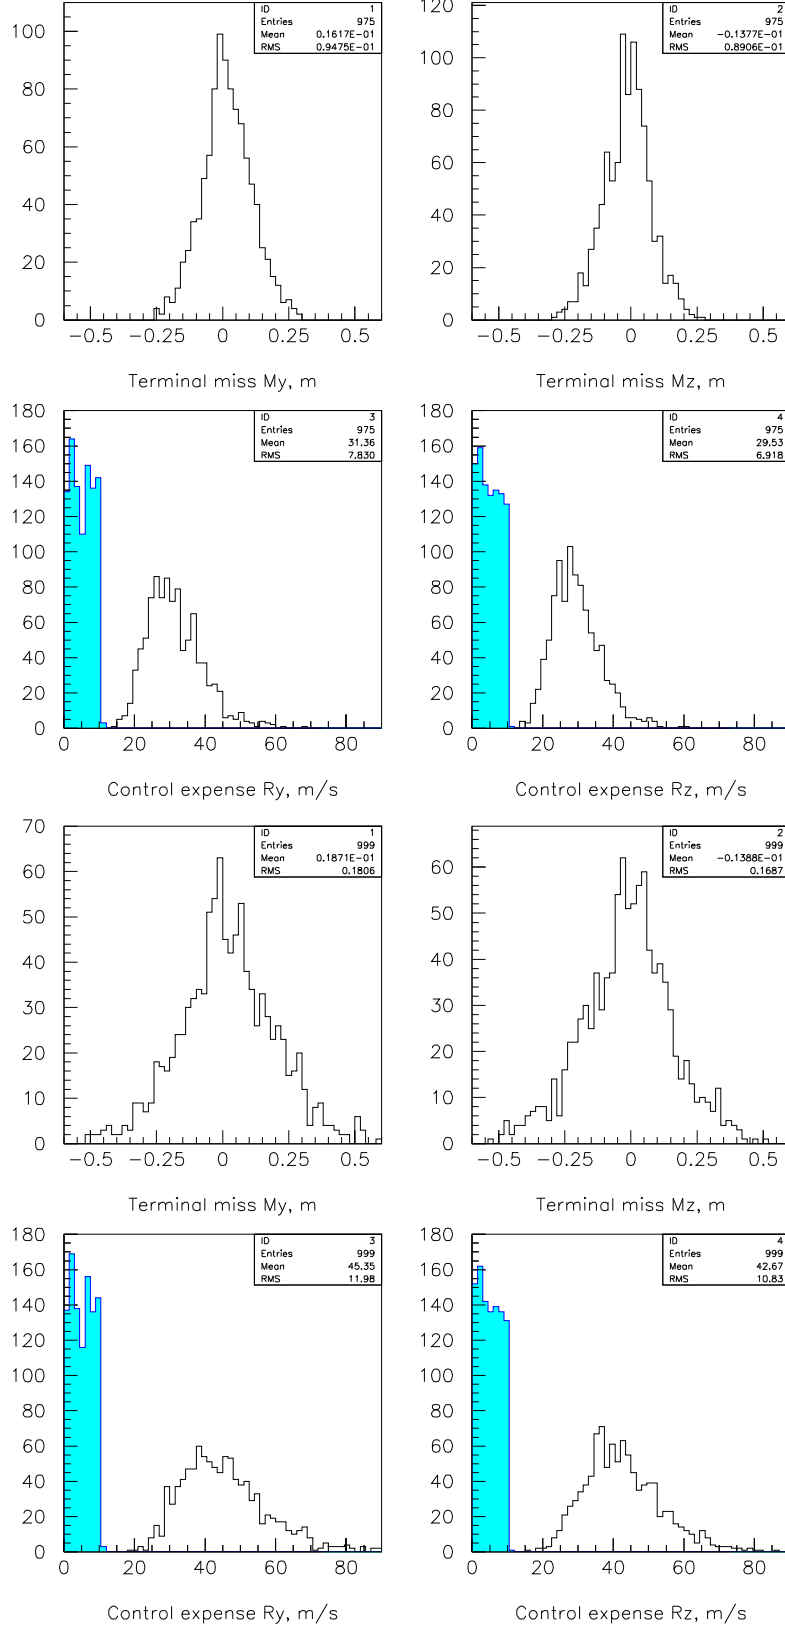 ID 1
Entries 975
Mean 0.1617E-01
RMS 0.9475E-01
100
80
60
40
20
0
−0.5 −0.25 0 0.25 0.5
Terminal miss My, m
ID 2
Entries 975
Mean −0.1377E-01
RMS 0.8906E-01
120
100
80
60
40
20
0
−0.5 −0.25 0 0.25 0.5
Terminal miss Mz, m
ID 3
Entries 975
Mean 31.36
RMS 7.830
180
160
140
120
100
80
60
40
20
0
0 20 40 60 80
Control expense Ry, m/s
ID 4
Entries 975
Mean 29.53
RMS 6.918
180
160
140
120
100
80
60
40
20
0
0 20 40 60 80
Control expense Rz, m/s
ID 1
Entries 999
Mean 0.1871E-01
RMS 0.1806
70
60
50
40
30
20
10
0
−0.5 −0.25 0 0.25 0.5
Terminal miss My, m
ID 2
Entries 999
Mean −0.1388E-01
RMS 0.1687
60
50
40
30
20
10
0
−0.5 −0.25 0 0.25 0.5
Terminal miss Mz, m
ID 3
Entries 999
Mean 45.35
RMS 11.98
180
160
140
120
100
80
60
40
20
0
0 20 40 60 80
Control expense Ry, m/s
ID 4
Entries 999
Mean 42.67
RMS 10.83
180
160
140
120
100
80
60
40
20
0
0 20 40 60 80
Control expense Rz, m/s